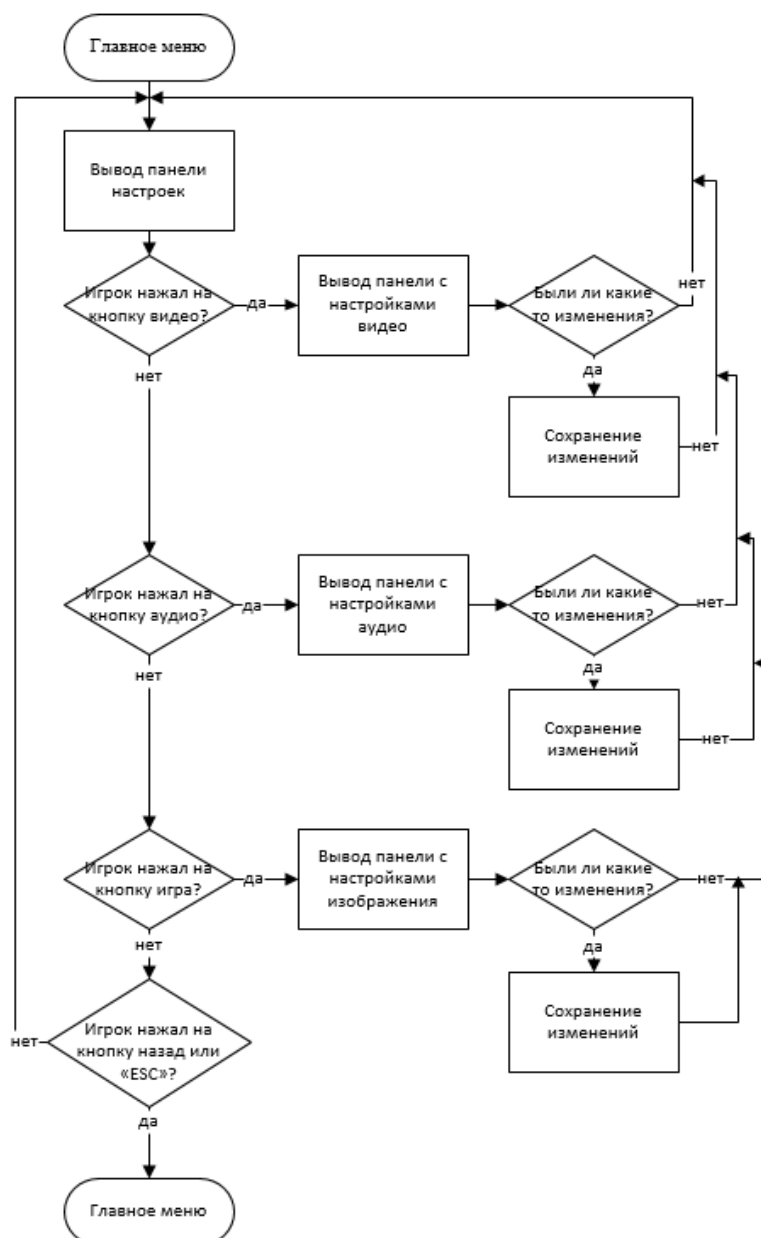 Главное меню
Вывод панели
настроек
Игрок нажал на
кнопку видео?
да
Вывод панели с
настройками
видео
Были ли какие
то изменения?
нет
да
Сохранение
изменений
нет
нет
Игрок нажал на
кнопку аудио?
да
Вывод панели с
настройками
аудио
Были ли какие
то изменения?
нет
да
Сохранение
изменений
нет
нет
Игрок нажал на
кнопку игра?
да
Вывод панели с
настройками
изображения
Были ли какие
то изменения?
нет
да
Сохранение
изменений
нет
Игрок нажал на
кнопку назад или
«ESC»?
нет
да
Главное меню